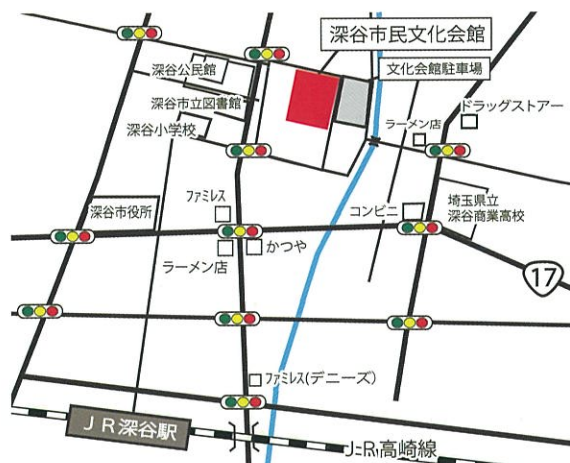 深谷市民文化会館
深谷公民館
文化会館駐車場
深谷市立図書館
ドラッグストアー
深谷小学校
ラーメン店
深谷市役所
ファミレス
コンビニ
埼玉県立
深谷商業高校
ラーメン店
かつや
17
ファミレス(デニーズ)
JR深谷駅
JR高崎線